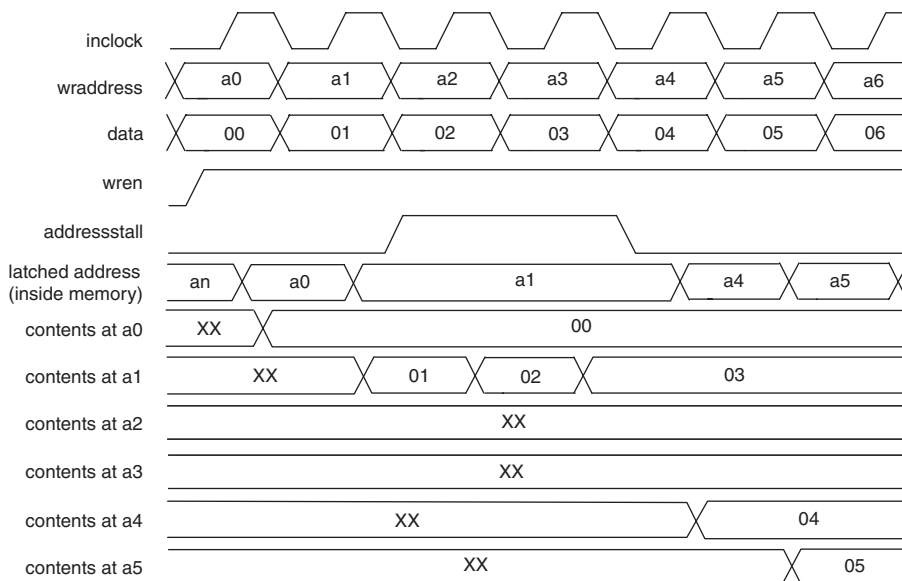 inclock
wraddress a0 a1 a2 a3 a4 a5 a6
data 00 01 02 03 04 05 06
wren
addressstall
latched address
(inside memory) an a0 a1 a4 a5
contents at a0 XX 00
contents at a1 XX 01 02 03
contents at a2 XX
contents at a3 XX
contents at a4 XX 04
contents at a5 XX 05